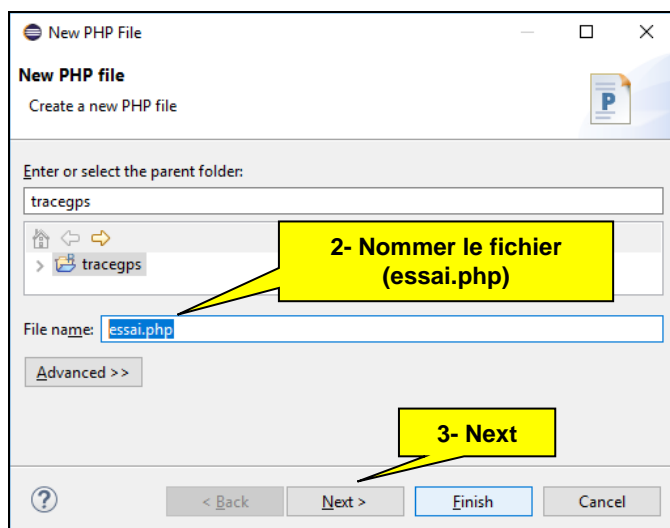 New PHP File
New PHP file
Create a new PHP file
P
Enter or select the parent folder:
tracegps
2- Nommer le fichier
(essai.php)
tracegps
File name: essai.php
Advanced >>
3- Next
? < Back Next > Finish Cancel